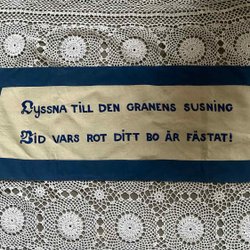 Lyssna till den granens susning
Vid vars rot ditt bo är fästat!